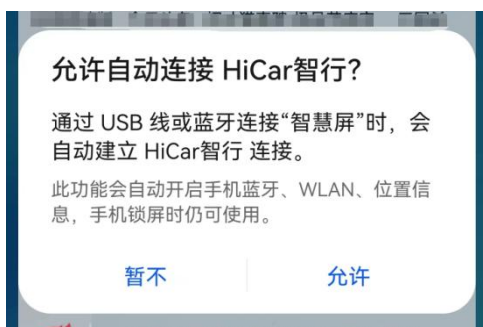 允许自动连接 HiCar智行?
通过 USB 线或蓝牙连接“智慧屏”时，会
自动建立 HiCar智行 连接。
此功能会自动开启手机蓝牙、WLAN、位置信
息，手机锁屏时仍可使用。
暂不
允许